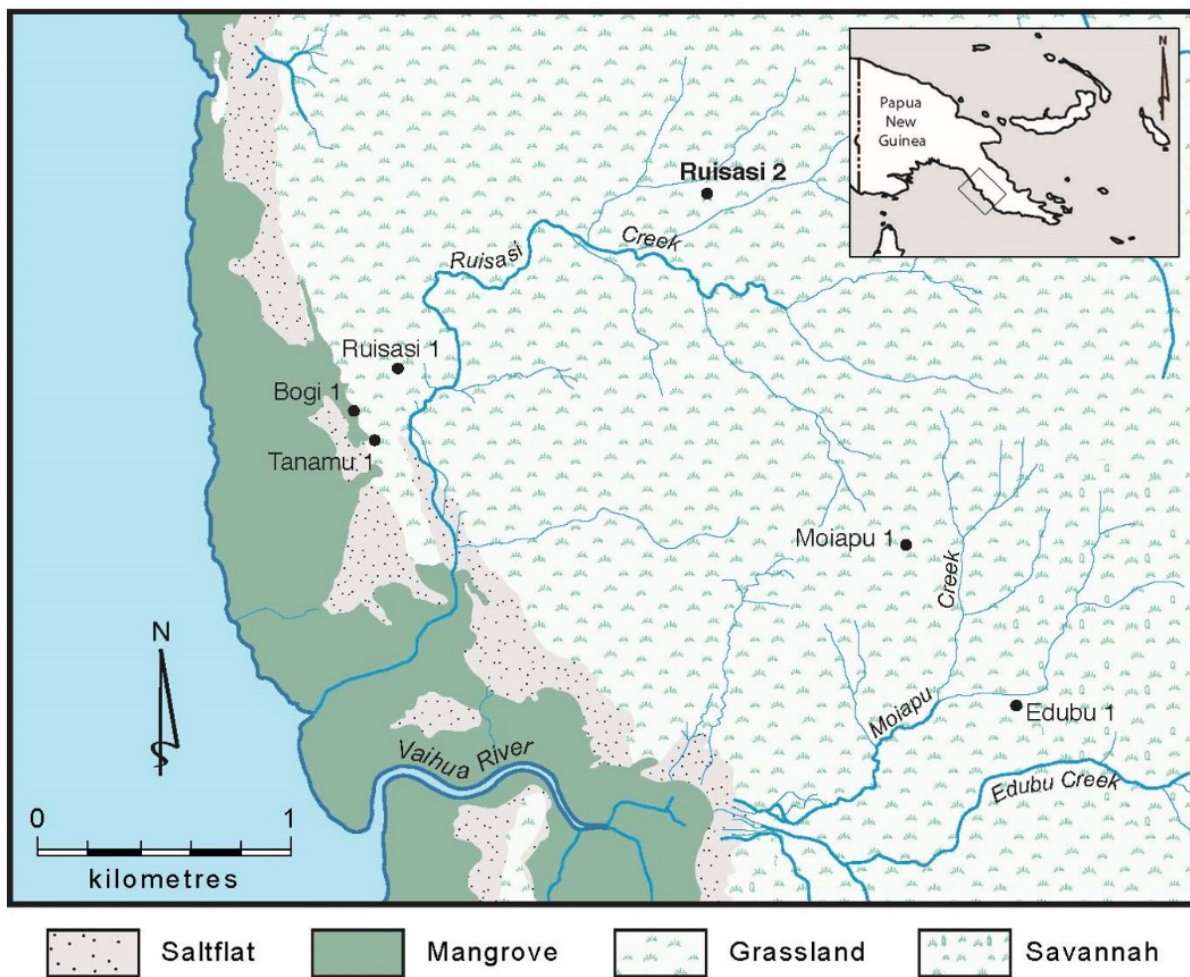 N
Papua
New
Guinea
Ruisasi 2
Ruisasi
Creek
Ruisasi 1
Bogi 1
Tanamu 1
Moiapu 1
Creek
N
Moiapu
Edubu 1
Vaihua River
Edubu Creek
0 1
kilometres
Saltflat Mangrove Grassland Savannah